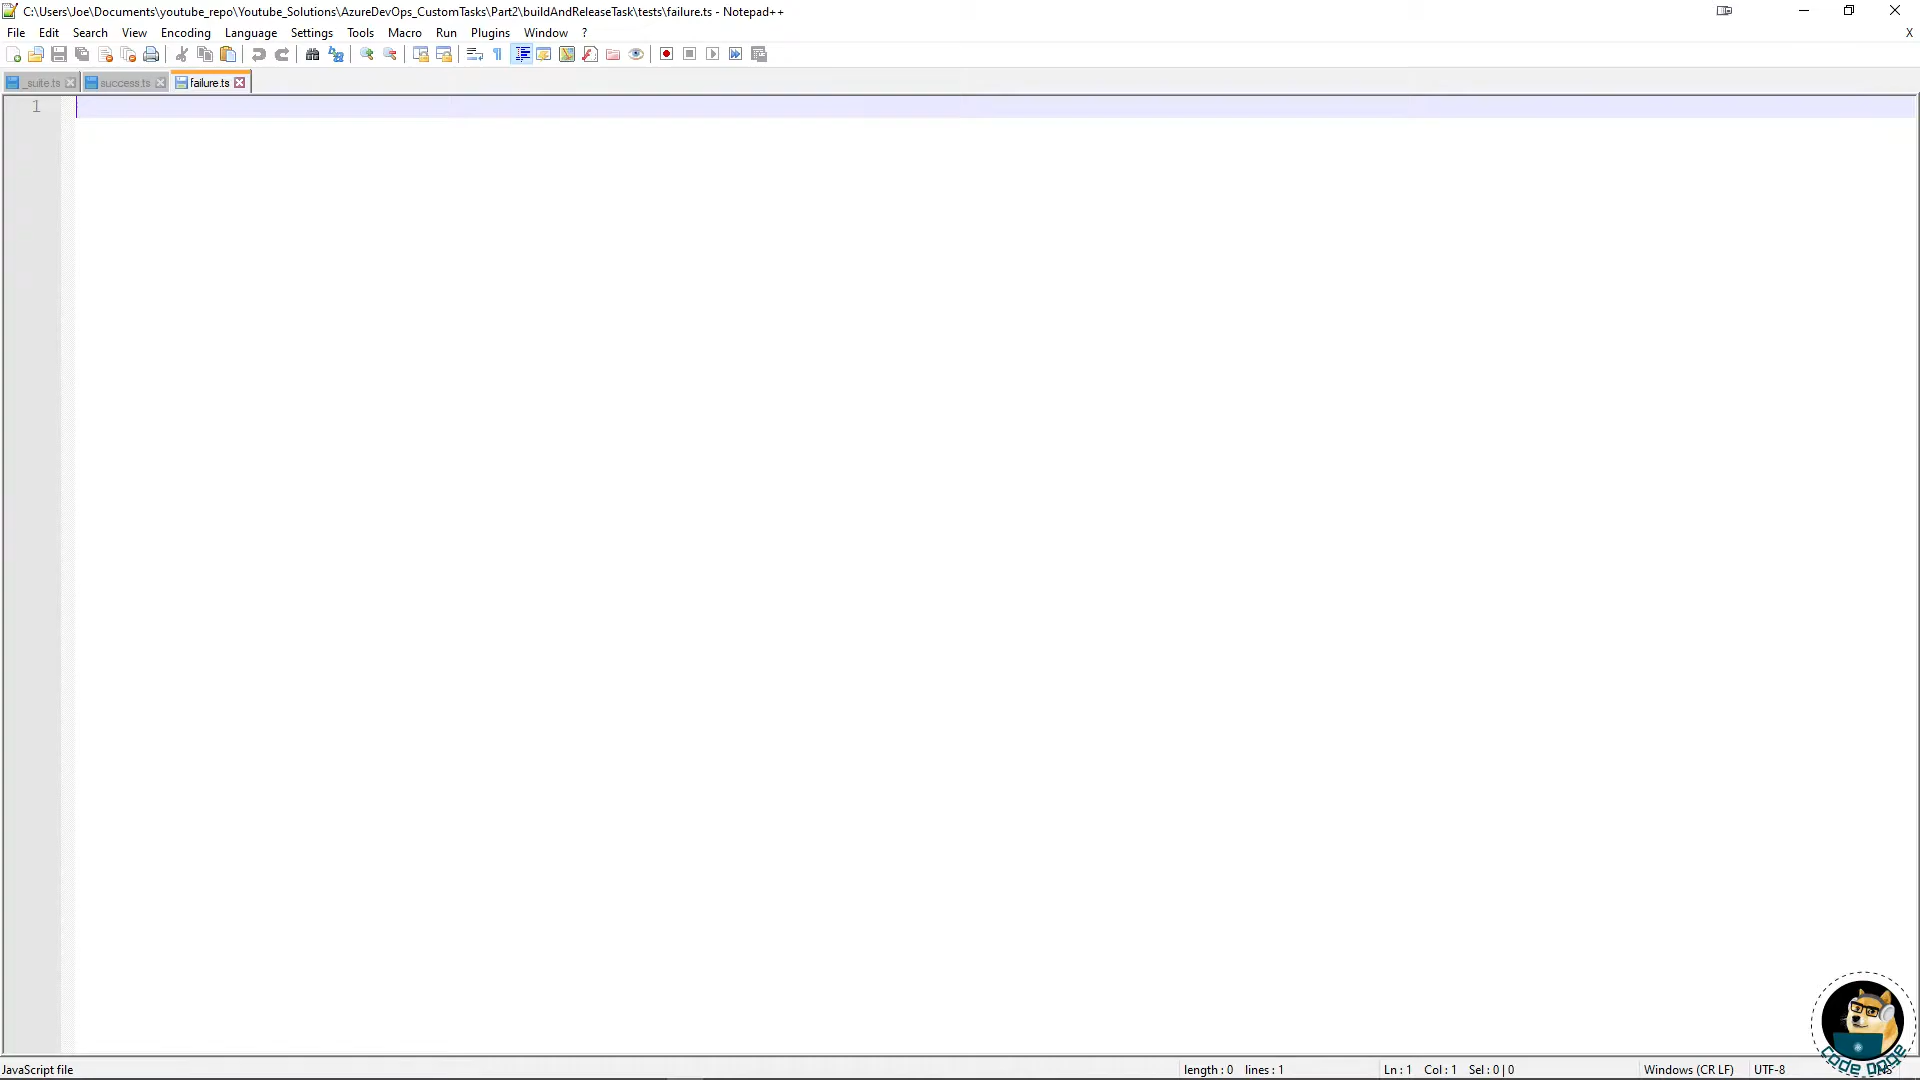 C:\Users\Joe\Documents\youtube_repo\Youtube_Solutions\AzureDevOps_CustomTasks\Part2\buildAndReleaseTask\tests\failure.ts - Notepad++
File Edit Search View Encoding Language Settings Tools Macro Run Plugins Window ? X
_suite.ts success.ts failure.ts
1
code doge
JavaScript file length : 0 lines : 1 Ln : 1 Col : 1 Sel : 0 | 0 Windows (CR LF) UTF-8